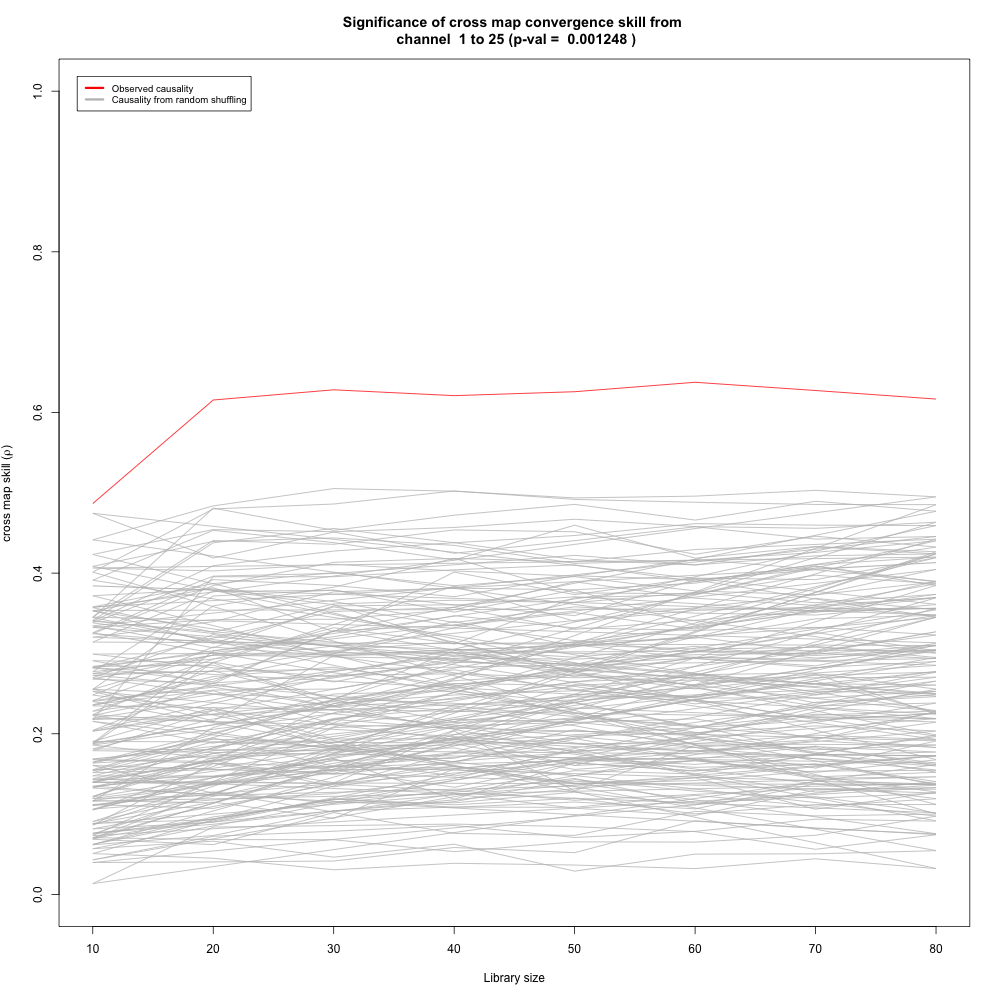 Significance of cross map convergence skill from
channel  1 to 25 (p-val =  0.001248 )
Observed causality
Causality from random shuffling
1.0
0.8
0.6
0.4
0.2
0.0
cross map skill (ρ)
10 20 30 40 50 60 70 80
Library size